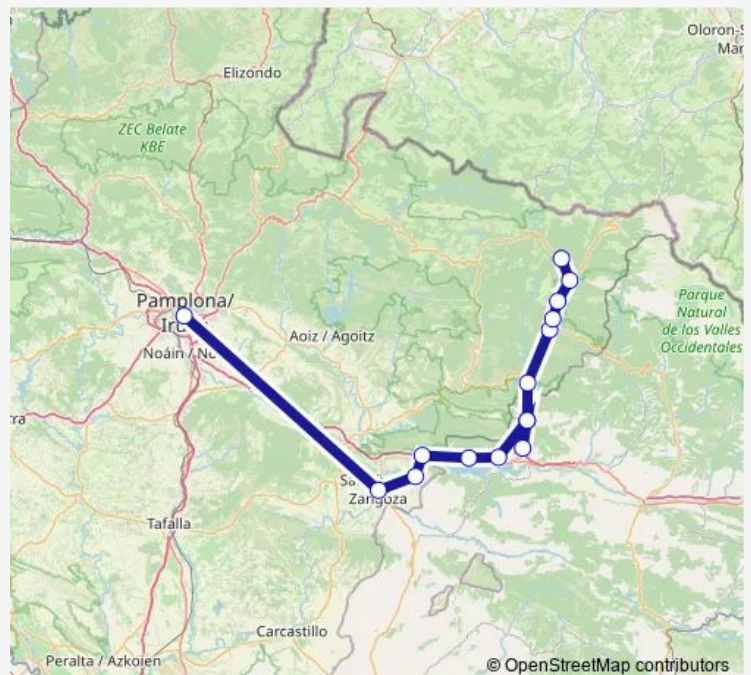 Oloron-S
Mar
Elizondo
ZEC Belate
KBE
Pamplona/
Iru
Parque
Natural
de los Valles
Occidentales
Aoiz / Agoitz
Noáin / No
ra
Sa
Zangoza
Tafalla
Carcastillo
Peralta / Azkoien
© OpenStreetMap contributors